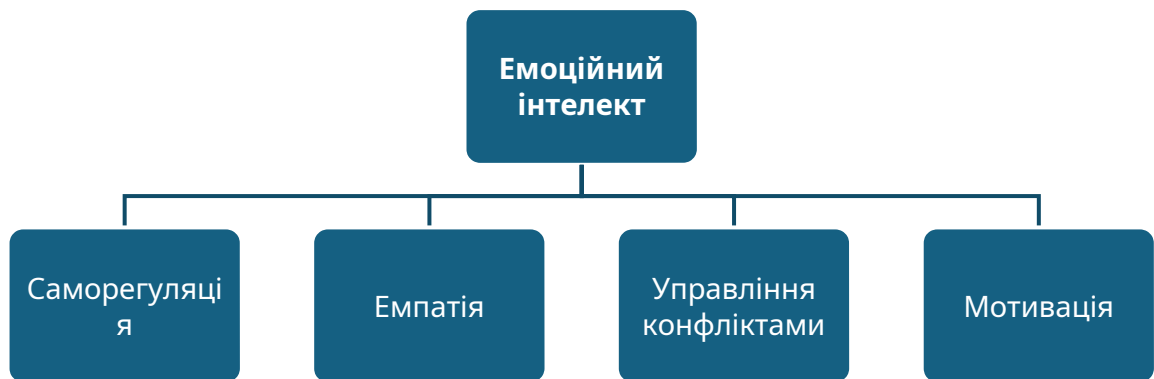 Емоційний
інтелект
Саморегуляці
я
Емпатія
Управління
конфліктами
Мотивація